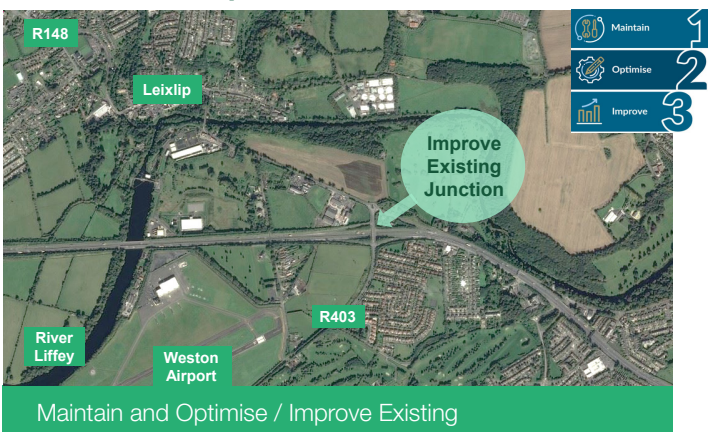 R148
Leixlip
Improve
Existing
Junction
Maintain
1
Optimise
2
Improve
3
R403
River
Liffey
Weston
Airport
Maintain and Optimise / Improve Existing